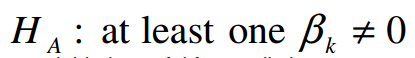 H_A : at least one β_k ≠ 0